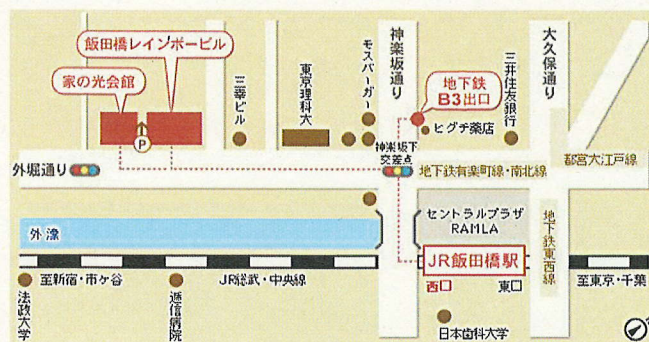 飯田橋レインボービル
家の光会館
P
三幸ビル
東京理科大
モスバーガー
神楽坂通り
地下鉄
B3出口
ヒグチ薬店
三井住友銀行
大久保通り
外堀通り
神楽坂下
交差点
地下鉄有楽町線・南北線
都営大江戸線
外濠
セントラルプラザ
RAMLA
地下鉄東西線
JR飯田橋駅
西口
東口
至新宿・市ヶ谷
JR総武・中央線
至東京・千葉
法政大学
逓信病院
日本歯科大学